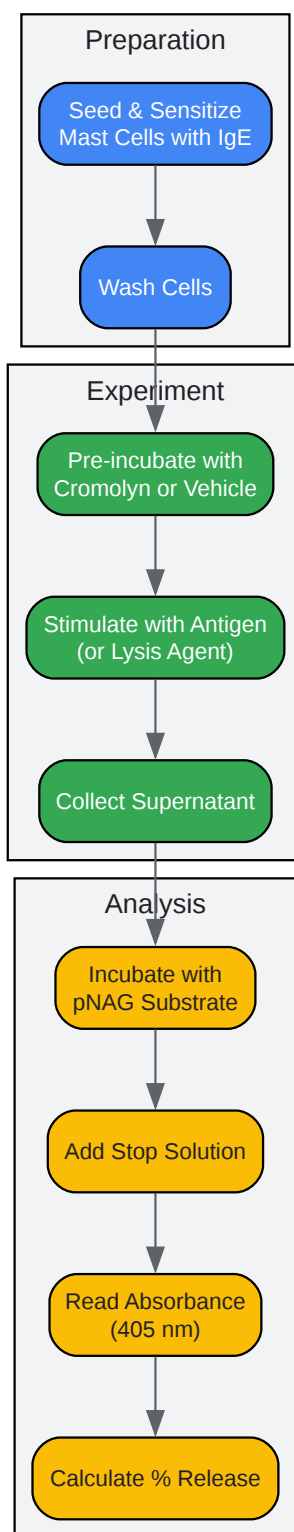 Preparation
Seed & Sensitize
Mast Cells with IgE
Wash Cells
Experiment
Pre-incubate with
Cromolyn or Vehicle
Stimulate with Antigen
(or Lysis Agent)
Collect Supernatant
Analysis
Incubate with
pNAG Substrate
Add Stop Solution
Read Absorbance
(405 nm)
Calculate % Release